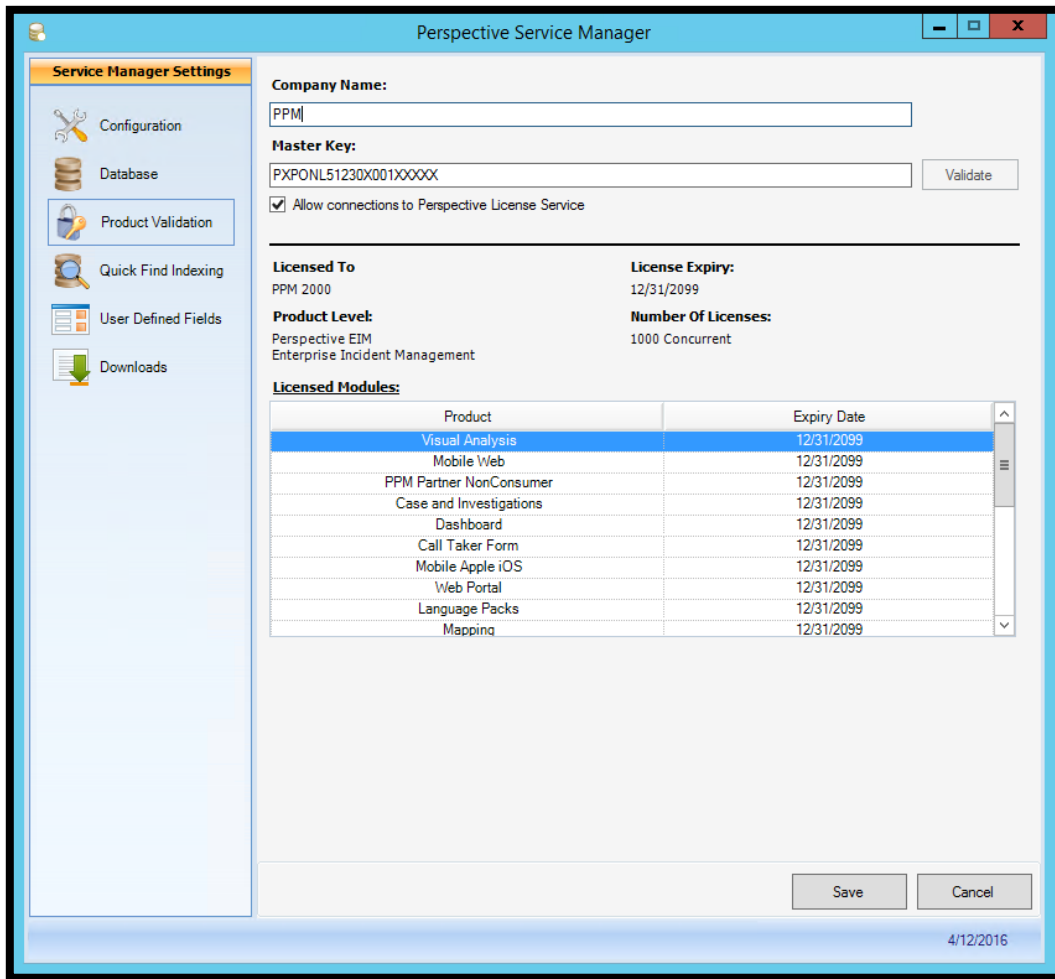 Perspective Service Manager
Service Manager Settings
Configuration
Database
Product Validation
Quick Find Indexing
User Defined Fields
Downloads
Company Name:
PPM
Master Key:
PXPONL51230X001XXXXX
Validate
Allow connections to Perspective License Service
Licensed To
License Expiry:
PPM 2000
12/31/2099
Product Level:
Number Of Licenses:
Perspective EIM
1000 Concurrent
Enterprise Incident Management
Licensed Modules:
Product Expiry Date
Visual Analysis 12/31/2099
Mobile Web 12/31/2099
PPM Partner NonConsumer 12/31/2099
Case and Investigations 12/31/2099
Dashboard 12/31/2099
Call Taker Form 12/31/2099
Mobile Apple iOS 12/31/2099
Web Portal 12/31/2099
Language Packs 12/31/2099
Mapping 12/31/2099
Save
Cancel
4/12/2016